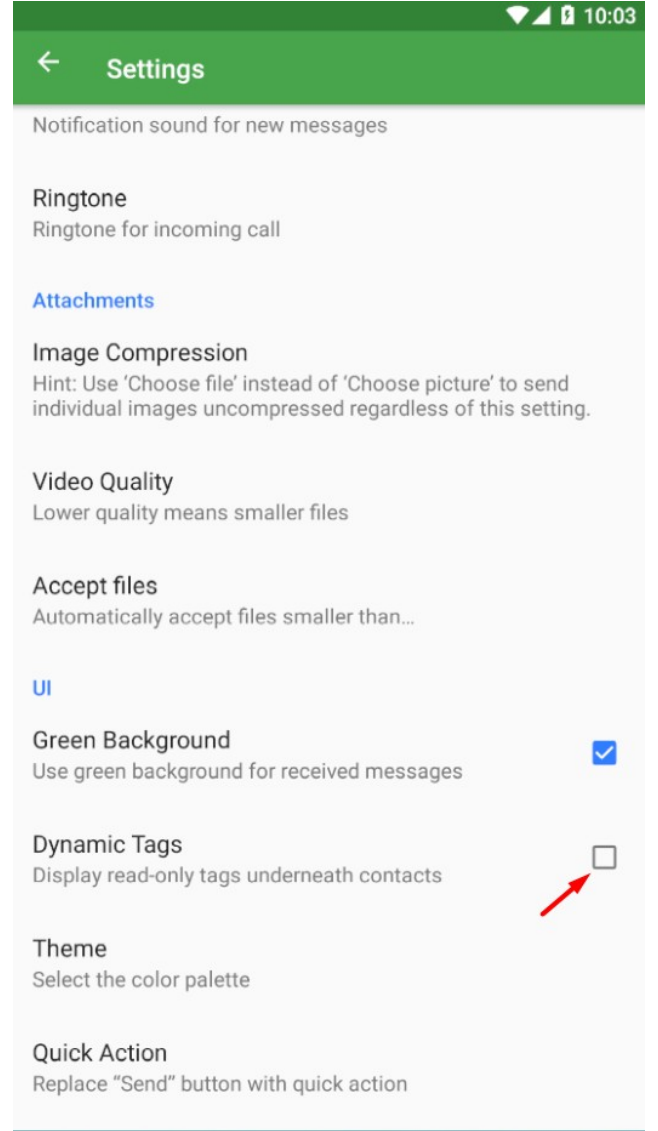 10:03
Settings
Notification sound for new messages
Ringtone
Ringtone for incoming call
Attachments
Image Compression
Hint: Use ‘Choose file’ instead of ‘Choose picture’ to send
individual images uncompressed regardless of this setting.
Video Quality
Lower quality means smaller files
Accept files
Automatically accept files smaller than…
UI
Green Background
Use green background for received messages
Dynamic Tags
Display read-only tags underneath contacts
Theme
Select the color palette
Quick Action
Replace “Send” button with quick action